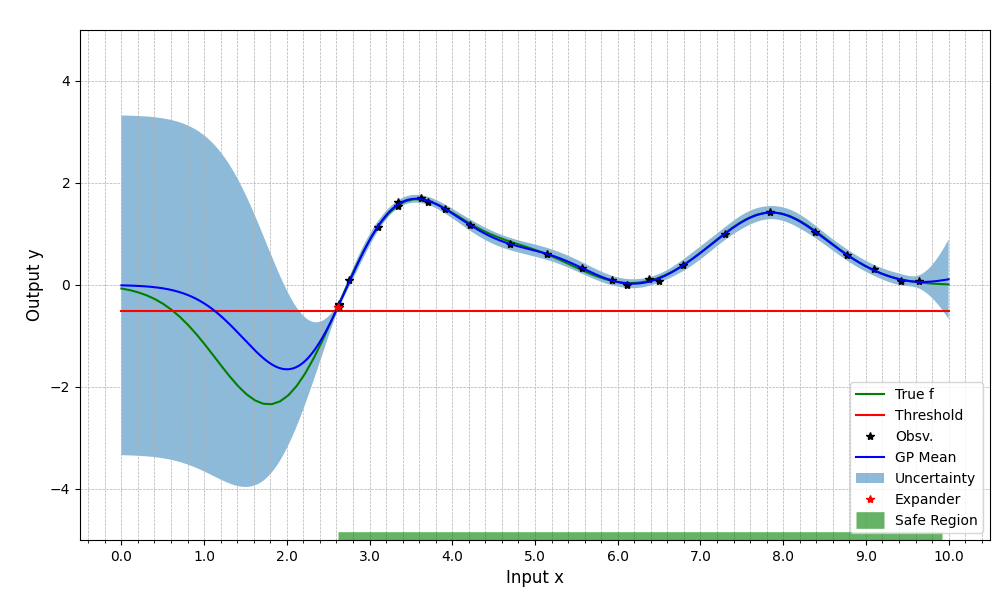 4
2
0
−2
−4
Output y
0.0 1.0 2.0 3.0 4.0 5.0 6.0 7.0 8.0 9.0 10.0
Input x
True f
Threshold
Obsv.
GP Mean
Uncertainty
Expander
Safe Region